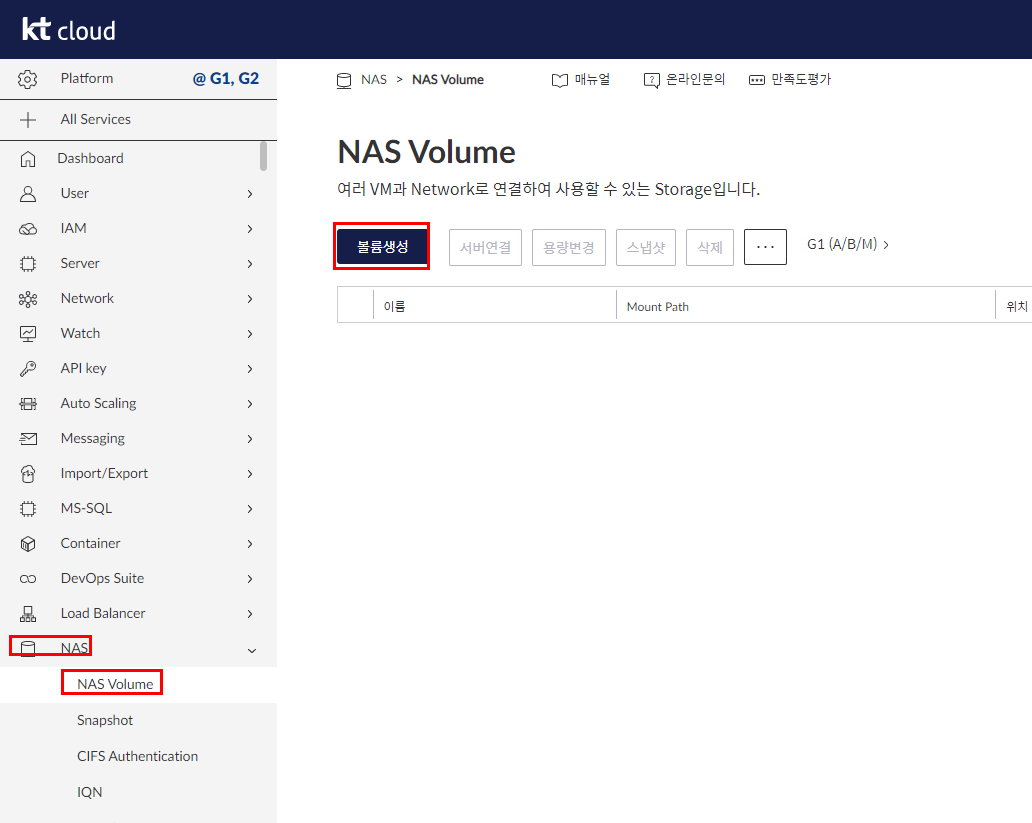 kt cloud
Platform @ G1, G2
All Services
Dashboard
User
IAM
Server
Network
Watch
API key
Auto Scaling
Messaging
Import/Export
MS-SQL
Container
DevOps Suite
Load Balancer
NAS
NAS Volume
Snapshot
CIFS Authentication
IQN
NAS > NAS Volume 매뉴얼 온라인문의 만족도평가
NAS Volume
여러 VM과 Network로 연결하여 사용할 수 있는 Storage입니다.
볼륨생성 서버연결 용량변경 스냅샷 삭제 ··· G1 (A/B/M) >
이름 Mount Path 위치